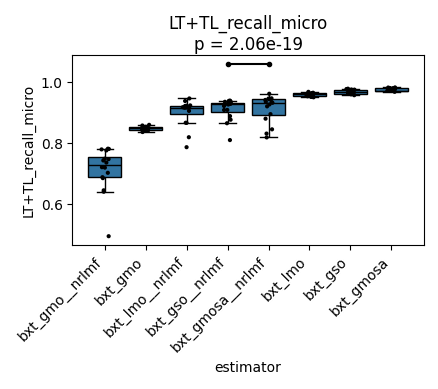 LT+TL_recall_micro
p = 2.06e-19
LT+TL_recall_micro
1.0
0.8
0.6
bxt_gmo__nrlmf
bxt_gmo
bxt_lmo__nrlmf
bxt_gso__nrlmf
bxt_gmosa__nrlmf
bxt_lmo
bxt_gso
bxt_gmosa
estimator